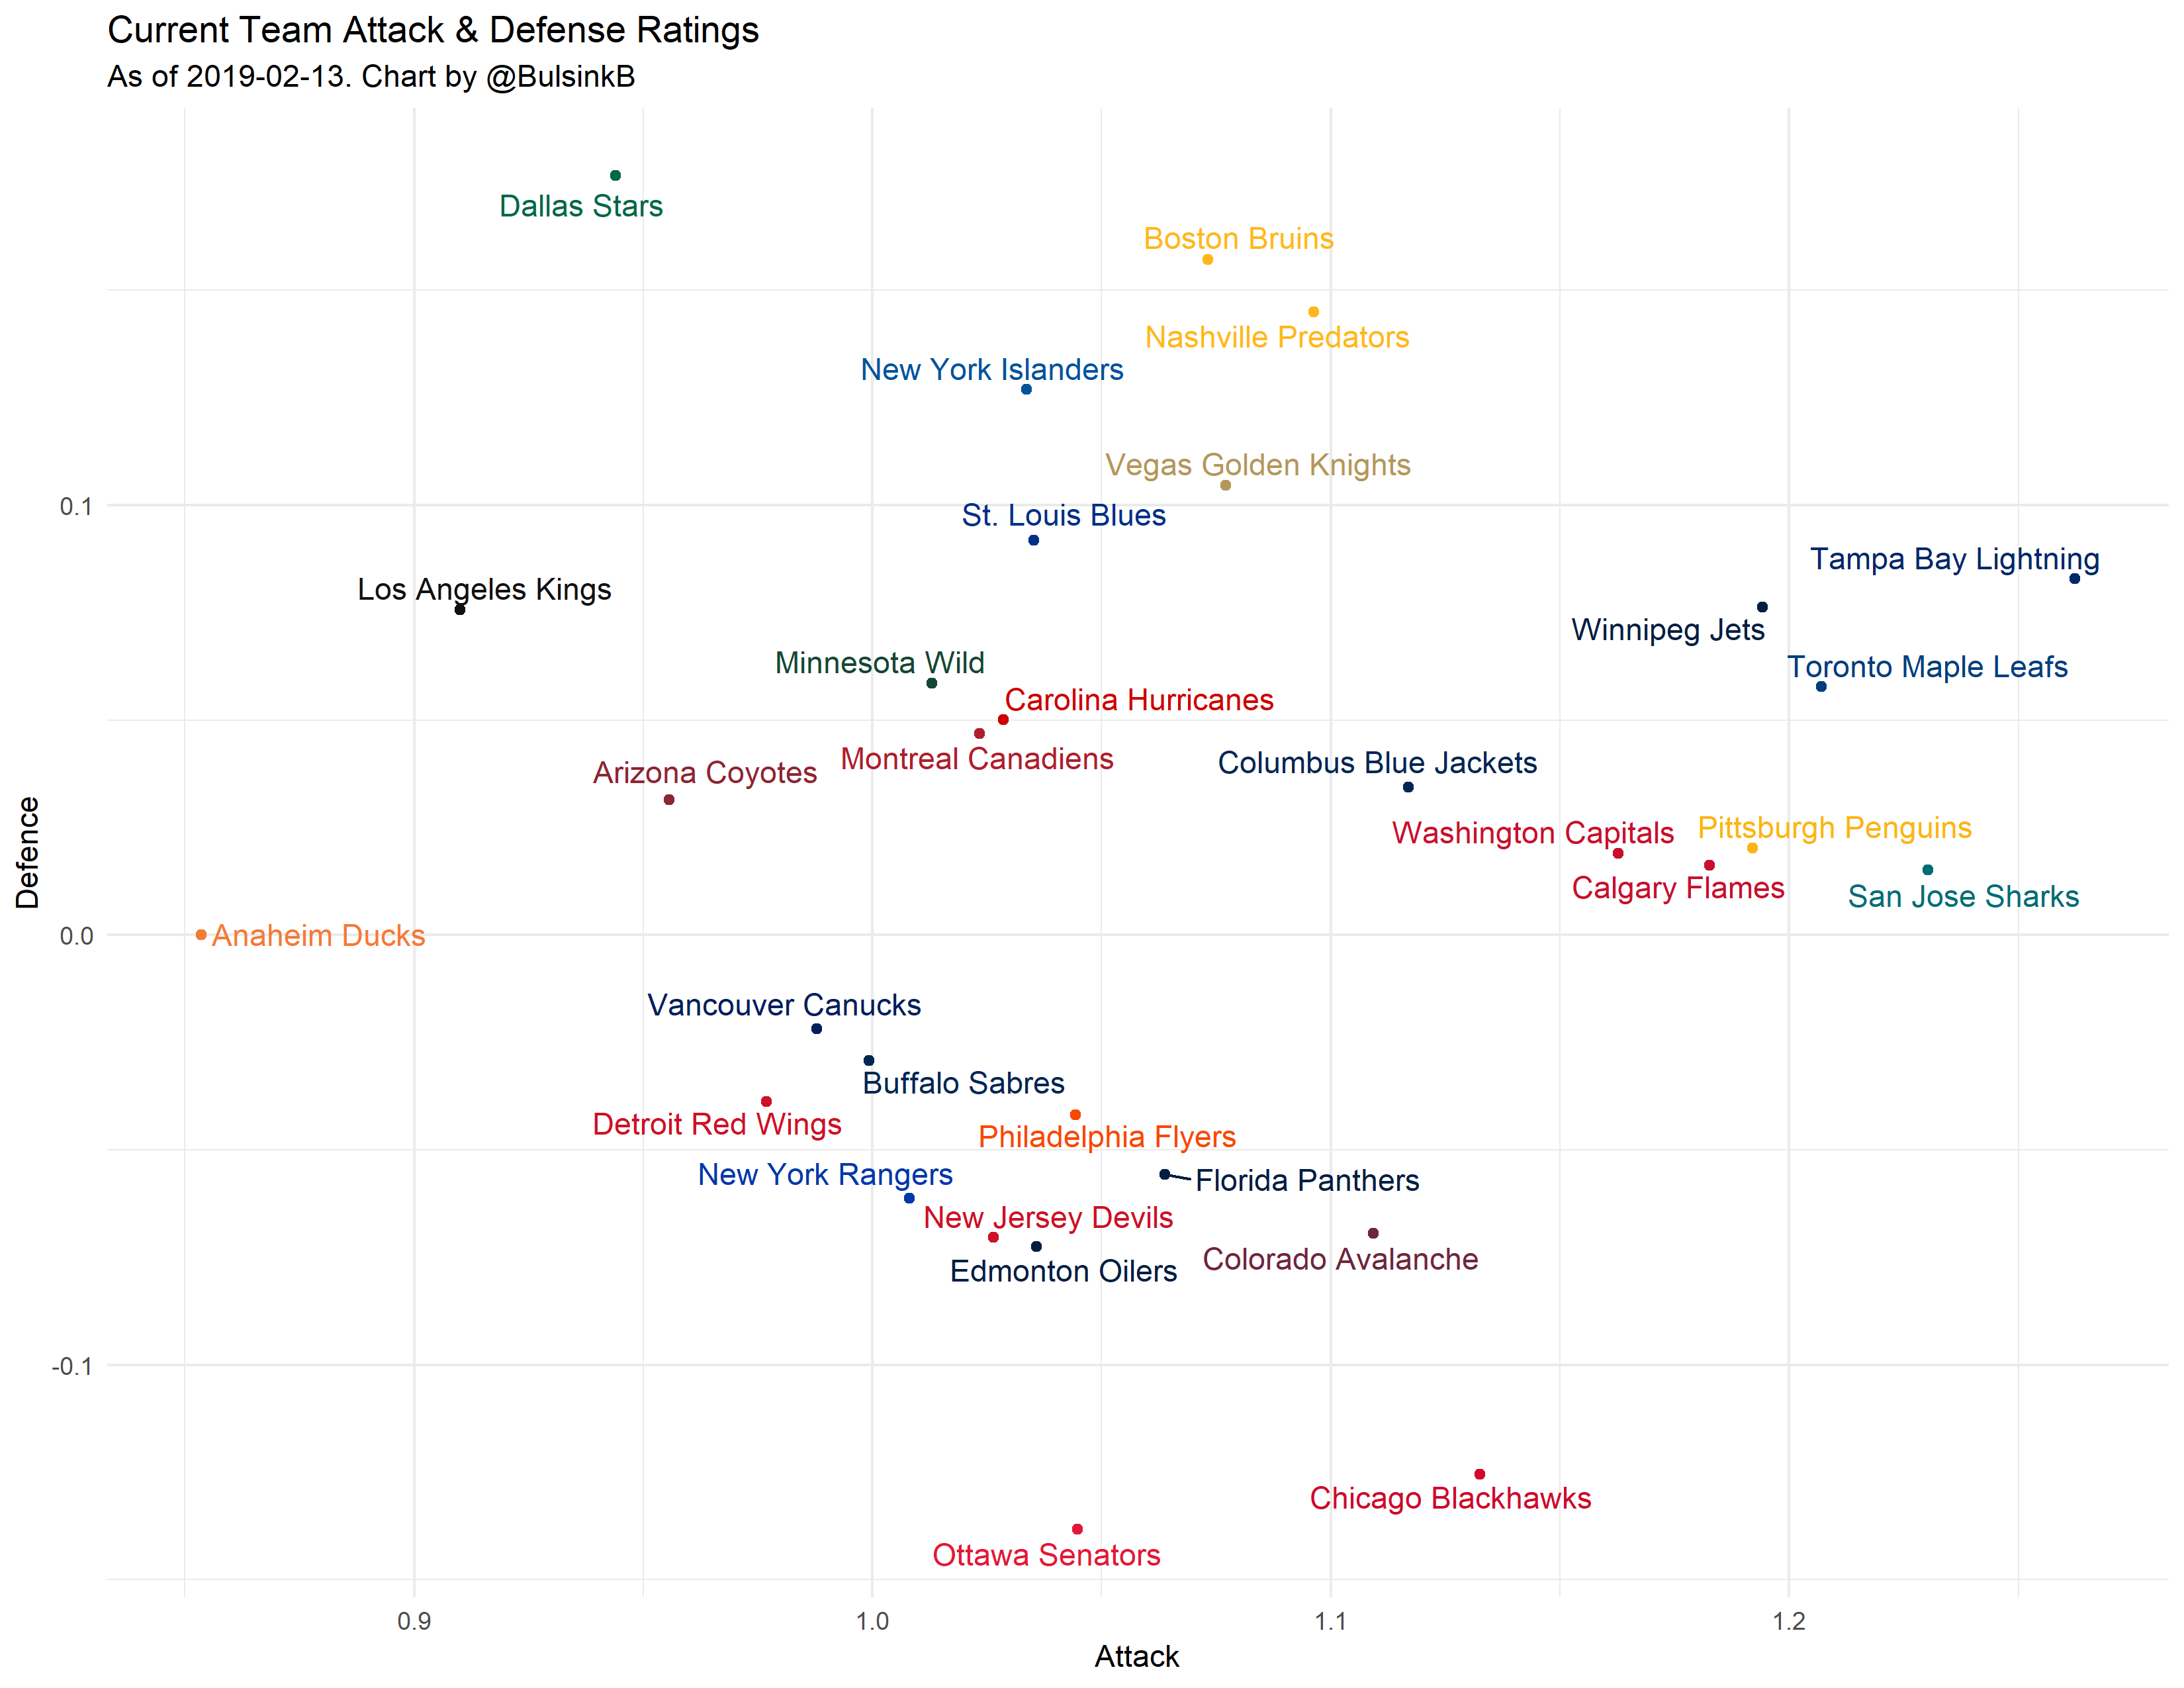 Current Team Attack & Defense Ratings
As of 2019-02-13. Chart by @BulsinkB
Dallas Stars
Boston Bruins
Nashville Predators
New York Islanders
Vegas Golden Knights
0.1
St. Louis Blues
Tampa Bay Lightning
Los Angeles Kings
Winnipeg Jets
Minnesota Wild
Toronto Maple Leafs
Carolina Hurricanes
Montreal Canadiens
Columbus Blue Jackets
Arizona Coyotes
Pittsburgh Penguins
Washington Capitals
Defence
Calgary Flames
San Jose Sharks
0.0
Anaheim Ducks
Vancouver Canucks
Buffalo Sabres
Detroit Red Wings
Philadelphia Flyers
New York Rangers
Florida Panthers
New Jersey Devils
Colorado Avalanche
Edmonton Oilers
-0.1
Chicago Blackhawks
Ottawa Senators
0.9
1.0
1.1
1.2
Attack